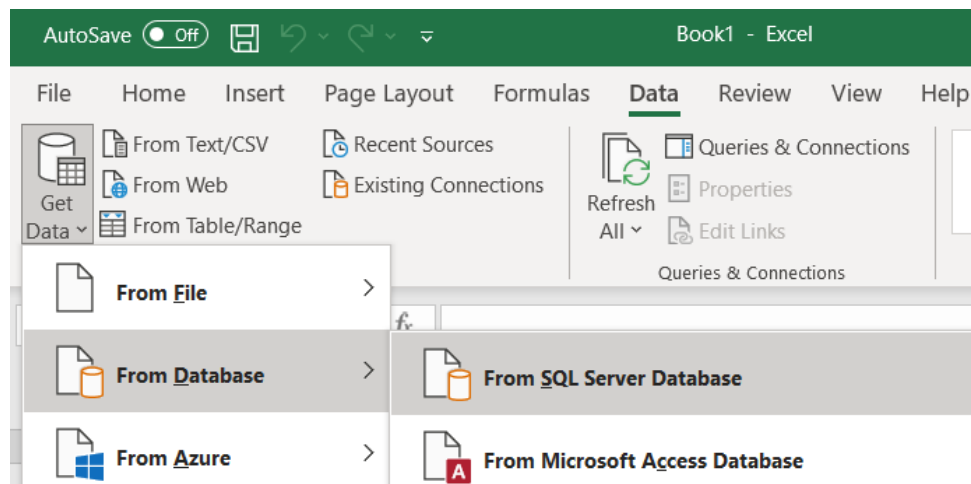 AutoSave Off Book1 - Excel
File Home Insert Page Layout Formulas Data Review View Help
Get Data
From Text/CSV
From Web
From Table/Range
Recent Sources
Existing Connections
Refresh All
Queries & Connections
Properties
Edit Links
Queries & Connections
fx
From File
From Database
From Azure
From SQL Server Database
From Microsoft Access Database
A